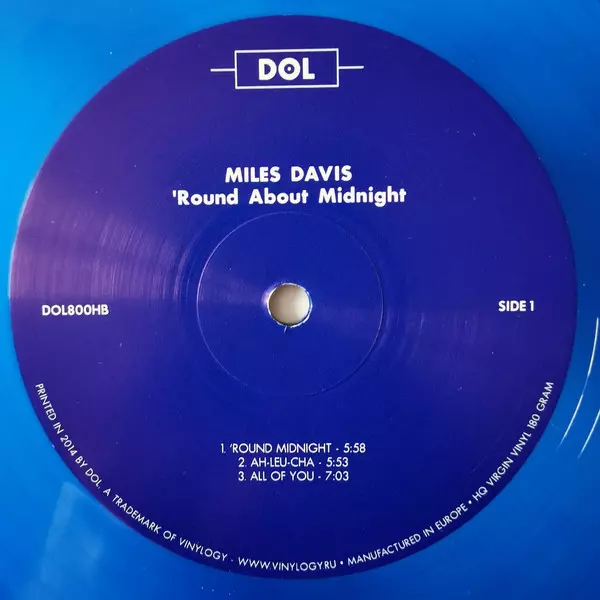 DOL
MILES DAVIS
'Round About Midnight
DOL800HB
SIDE 1
1. 'ROUND MIDNIGHT - 5:58
2. AH-LEU-CHA - 5:53
3. ALL OF YOU - 7:03
PRINTED IN 2014 BY DOL. A TRADEMARK OF VINYLOGY - WWW.VINYLOGY.RU • MANUFACTURED IN EUROPE • HQ VIRGIN VINYL 180 GRAM